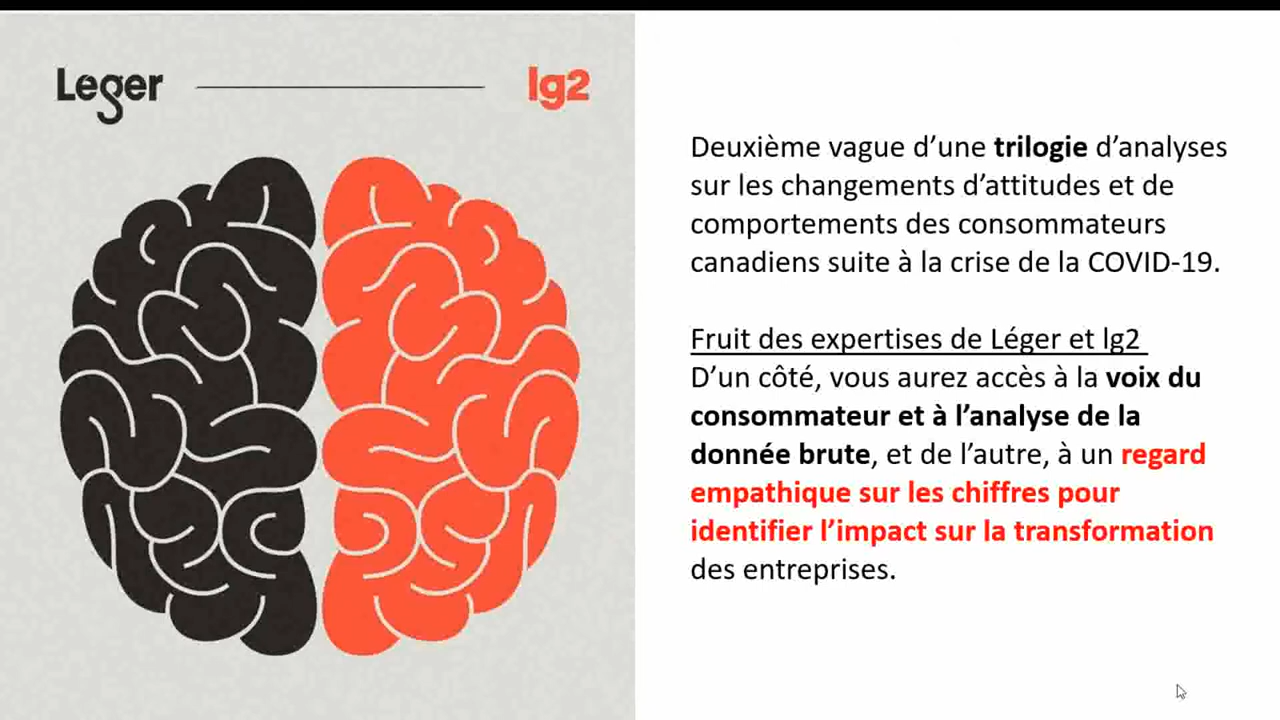 Leger
lg2
Deuxième vague d’une trilogie d’analyses
sur les changements d’attitudes et de
comportements des consommateurs
canadiens suite à la crise de la COVID-19.
Fruit des expertises de Léger et lg2
D’un côté, vous aurez accès à la voix du
consommateur et à l’analyse de la
donnée brute, et de l’autre, à un regard
empathique sur les chiffres pour
identifier l’impact sur la transformation
des entreprises.